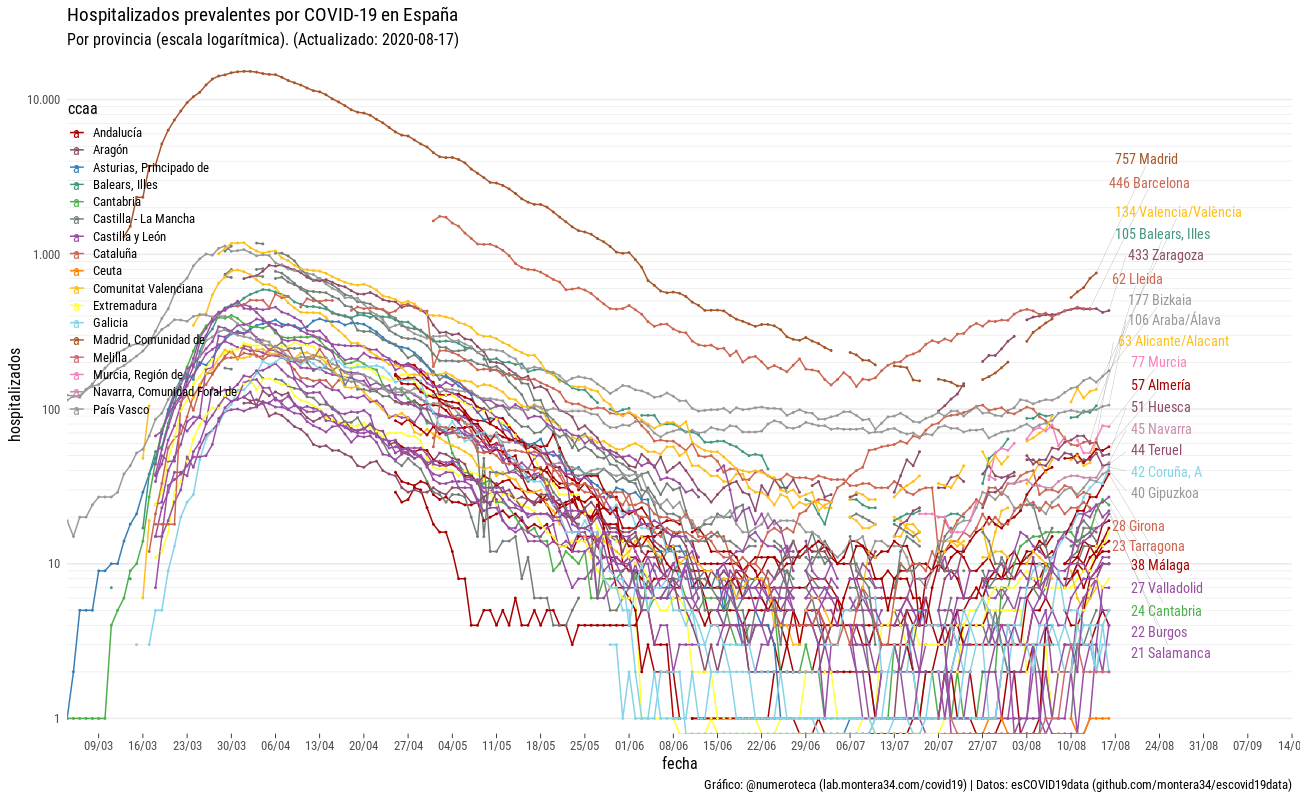 Hospitalizados prevalentes por COVID-19 en España
Por provincia (escala logarítmica). (Actualizado: 2020-08-17)
hospitalizados
10.000
1.000
100
10
1
ccaa
Andalucía
Aragón
Asturias, Principado de
Balears, Illes
Cantabria
Castilla - La Mancha
Castilla y León
Cataluña
Ceuta
Comunitat Valenciana
Extremadura
Galicia
Madrid, Comunidad de
Melilla
Murcia, Región de
Navarra, Comunidad Foral de
País Vasco
757 Madrid
446 Barcelona
134 Valencia/València
105 Balears, Illes
433 Zaragoza
62 Lleida
177 Bizkaia
106 Araba/Álava
63 Alicante/Alacant
77 Murcia
57 Almería
51 Huesca
45 Navarra
44 Teruel
42 Coruña, A
40 Gipuzkoa
28 Girona
23 Tarragona
38 Málaga
27 Valladolid
24 Cantabria
22 Burgos
21 Salamanca
09/03 16/03 23/03 30/03 06/04 13/04 20/04 27/04 04/05 11/05 18/05 25/05 01/06 08/06 15/06 22/06 29/06 06/07 13/07 20/07 27/07 03/08 10/08 17/08 24/08 31/08 07/09 14/0
fecha
Gráfico: @numeroteca (lab.montera34.com/covid19) | Datos: esCOVID19data (github.com/montera34/escovid19data)